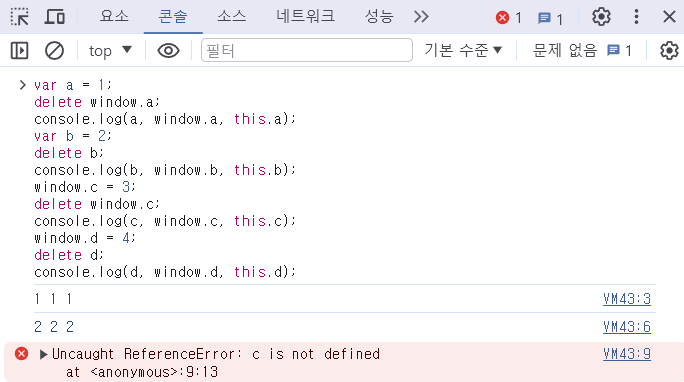 요소 콘솔 소스 네트워크 성능 1 1
top ▼ 필터 기본 수준 ▼ 문제 없음 1
> var a = 1;
delete window.a;
console.log(a, window.a, this.a);
var b = 2;
delete b;
console.log(b, window.b, this.b);
window.c = 3;
delete window.c;
console.log(c, window.c, this.c);
window.d = 4;
delete d;
console.log(d, window.d, this.d);
1 1 1 VM43:3
2 2 2 VM43:6
▶Uncaught ReferenceError: c is not defined VM43:9
at <anonymous>:9:13